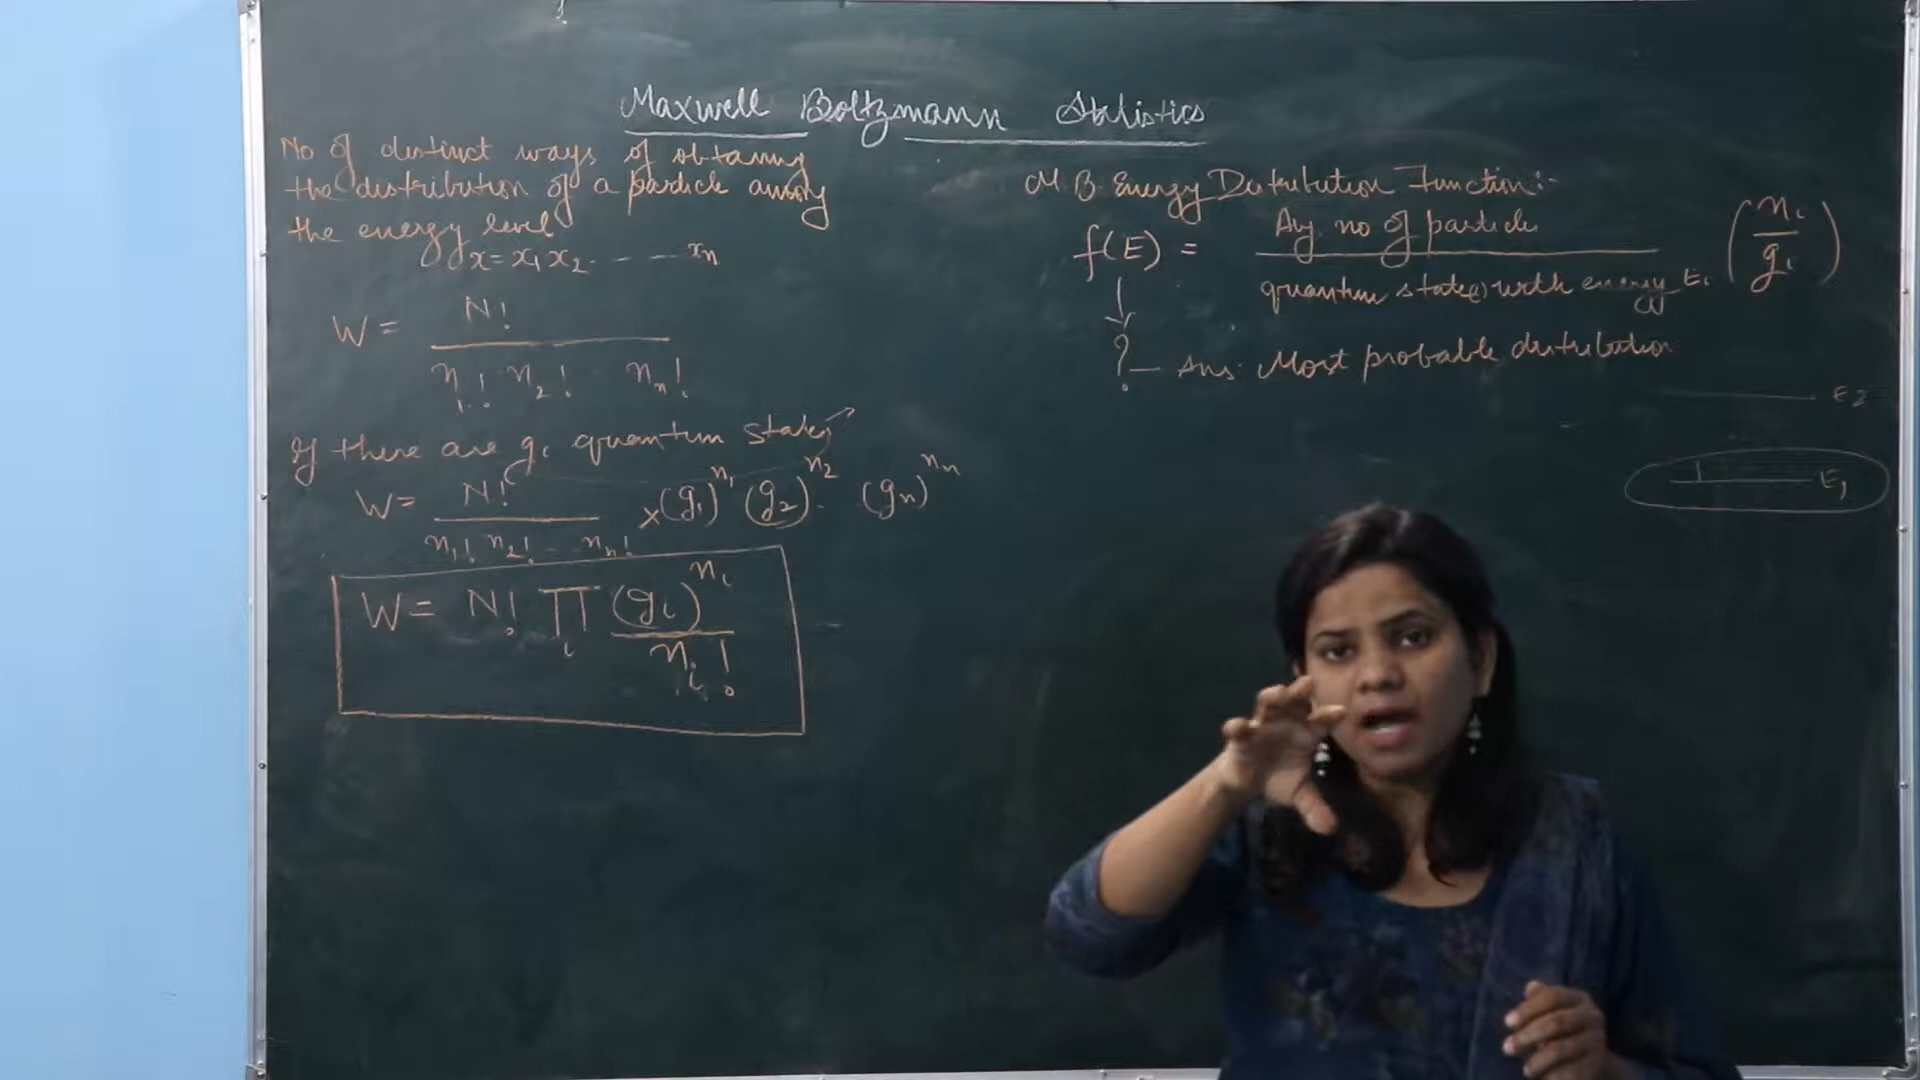 Maxwell Boltzmann Statistics
No of distinct ways of obtaning
the distribution of a particle among
the energy level
x = x₁ x₂ - - - - xₙ
W = N! / n₁! n₂! nₙ!
If there are gᵢ quantum states
W = N! / n₁! n₂! -- nₙ! × (g₁)^n₁ (g₂)^n₂ . (gₙ)^nₙ
W = N! ∏ᵢ (gᵢ)^nᵢ / nᵢ!
M.B. Energy Distribution Function:-
f(E) = Avg. no of particle / quantum state(s) with energy Eᵢ (nᵢ / gᵢ)
↓
? — Ans: Most probable distribution
E₂
E₁